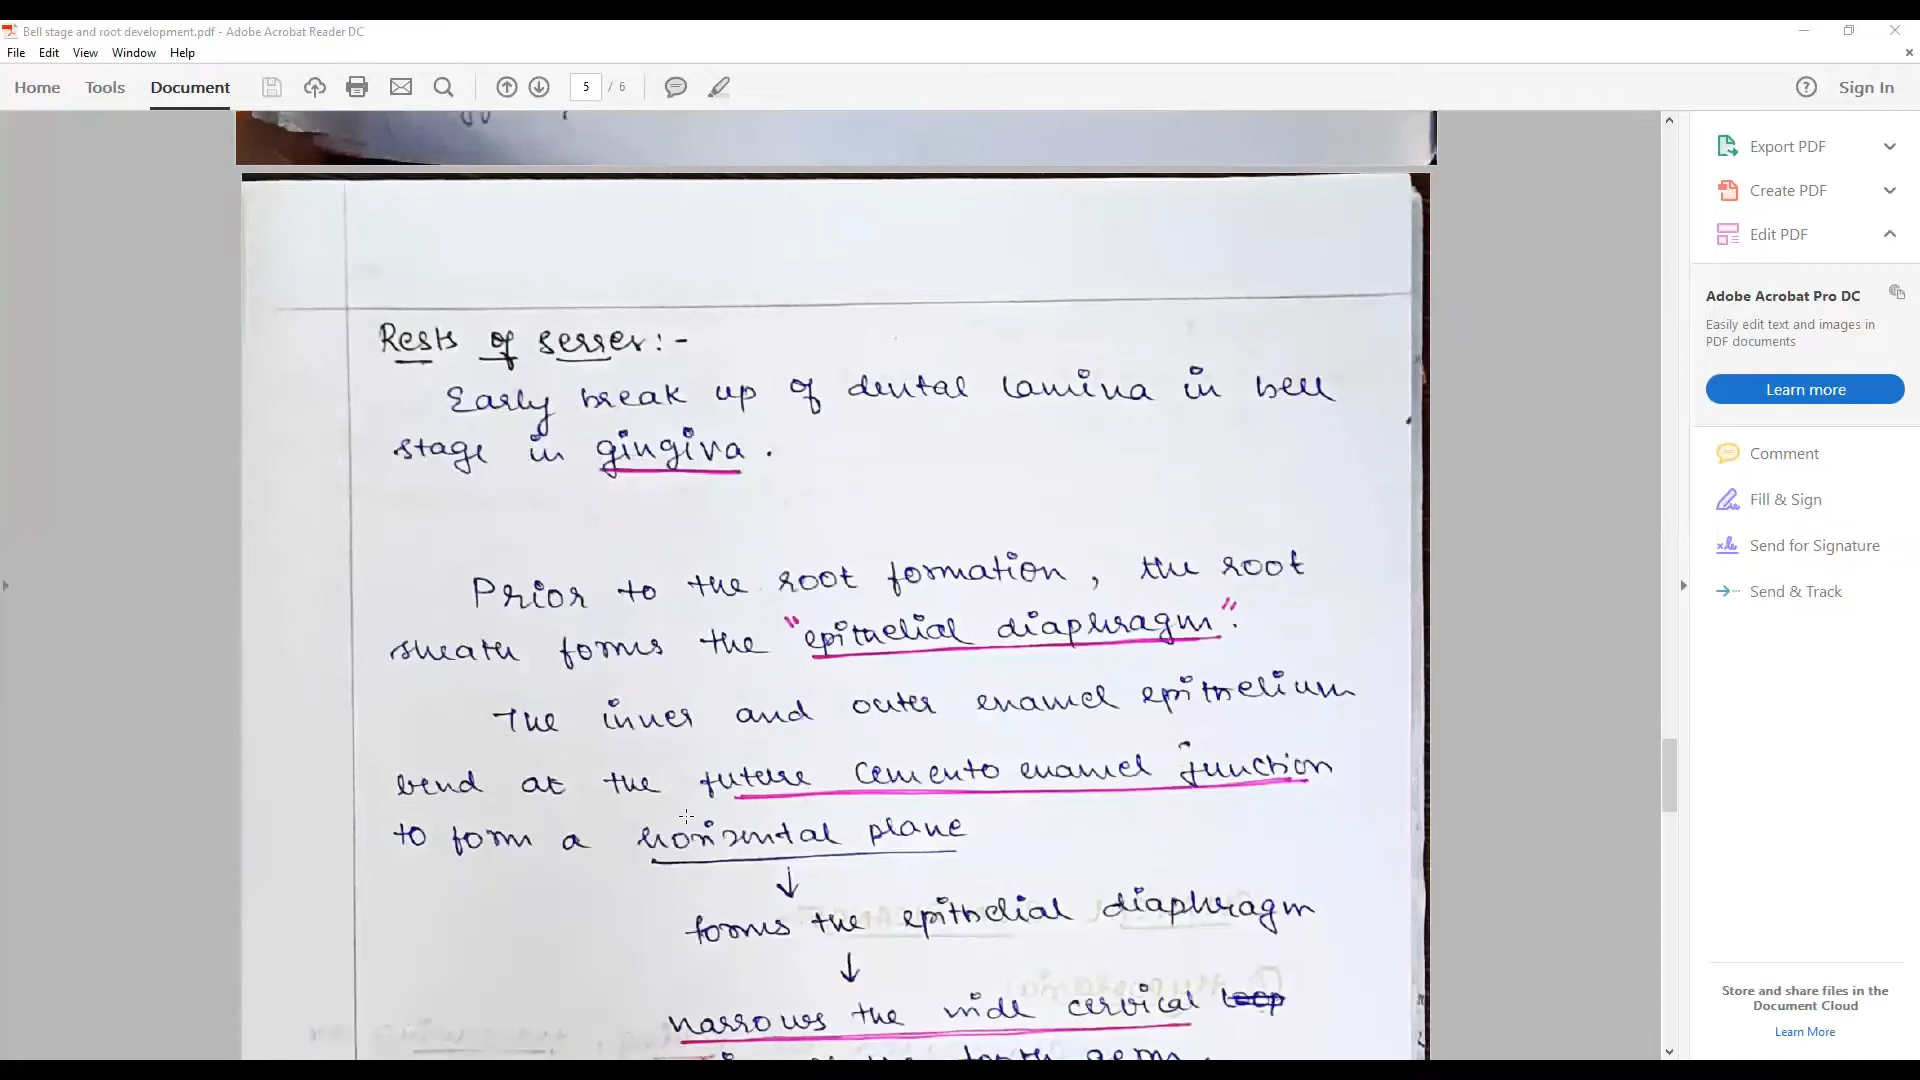 Bell stage and root development.pdf - Adobe Acrobat Reader DC
File Edit View Window Help
Home Tools Document 5 / 6 Sign In
Export PDF
Create PDF
Edit PDF
Adobe Acrobat Pro DC
Easily edit text and images in
PDF documents
Learn more
Comment
Fill & Sign
Send for Signature
Send & Track
Store and share files in the
Document Cloud
Learn More
Rests of serres:-
Early break up of dental lamina in bell
stage in gingiva.
Prior to the root formation, the root
sheath forms the "epithelial diaphragm".
The inner and outer enamel epithelium
bend at the future cemento enamel junction
to form a horizontal plane
↓
forms the epithelial diaphragm
↓
narrows the wide cervical
the tooth germ.